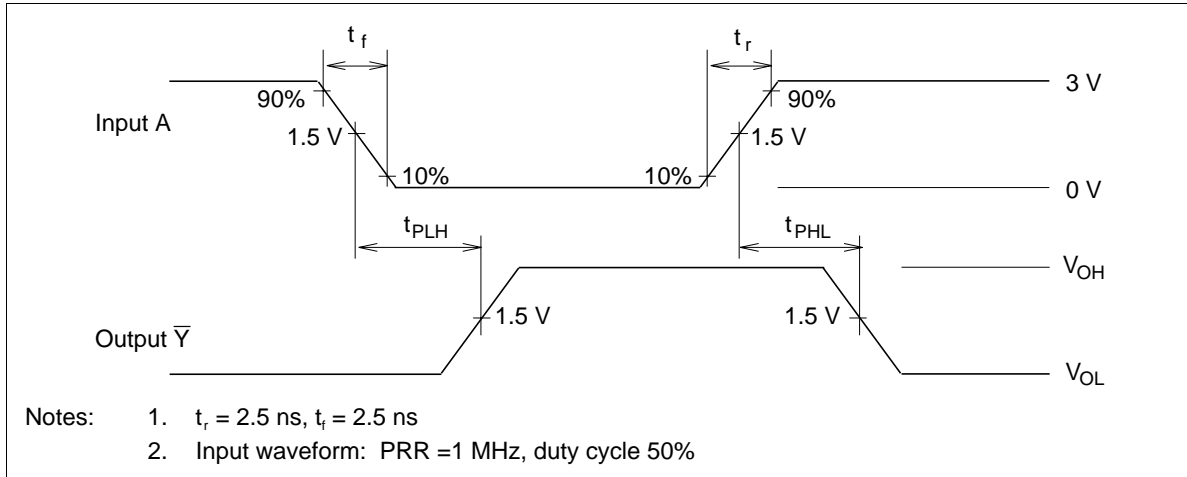 t f
t r
3 V
90%
90%
Input A
1.5 V
1.5 V
10%
10%
0 V
tPLH
tPHL
VOH
1.5 V
1.5 V
Output Y̅
VOL
Notes: 1. tr = 2.5 ns, tf = 2.5 ns
2. Input waveform: PRR =1 MHz, duty cycle 50%